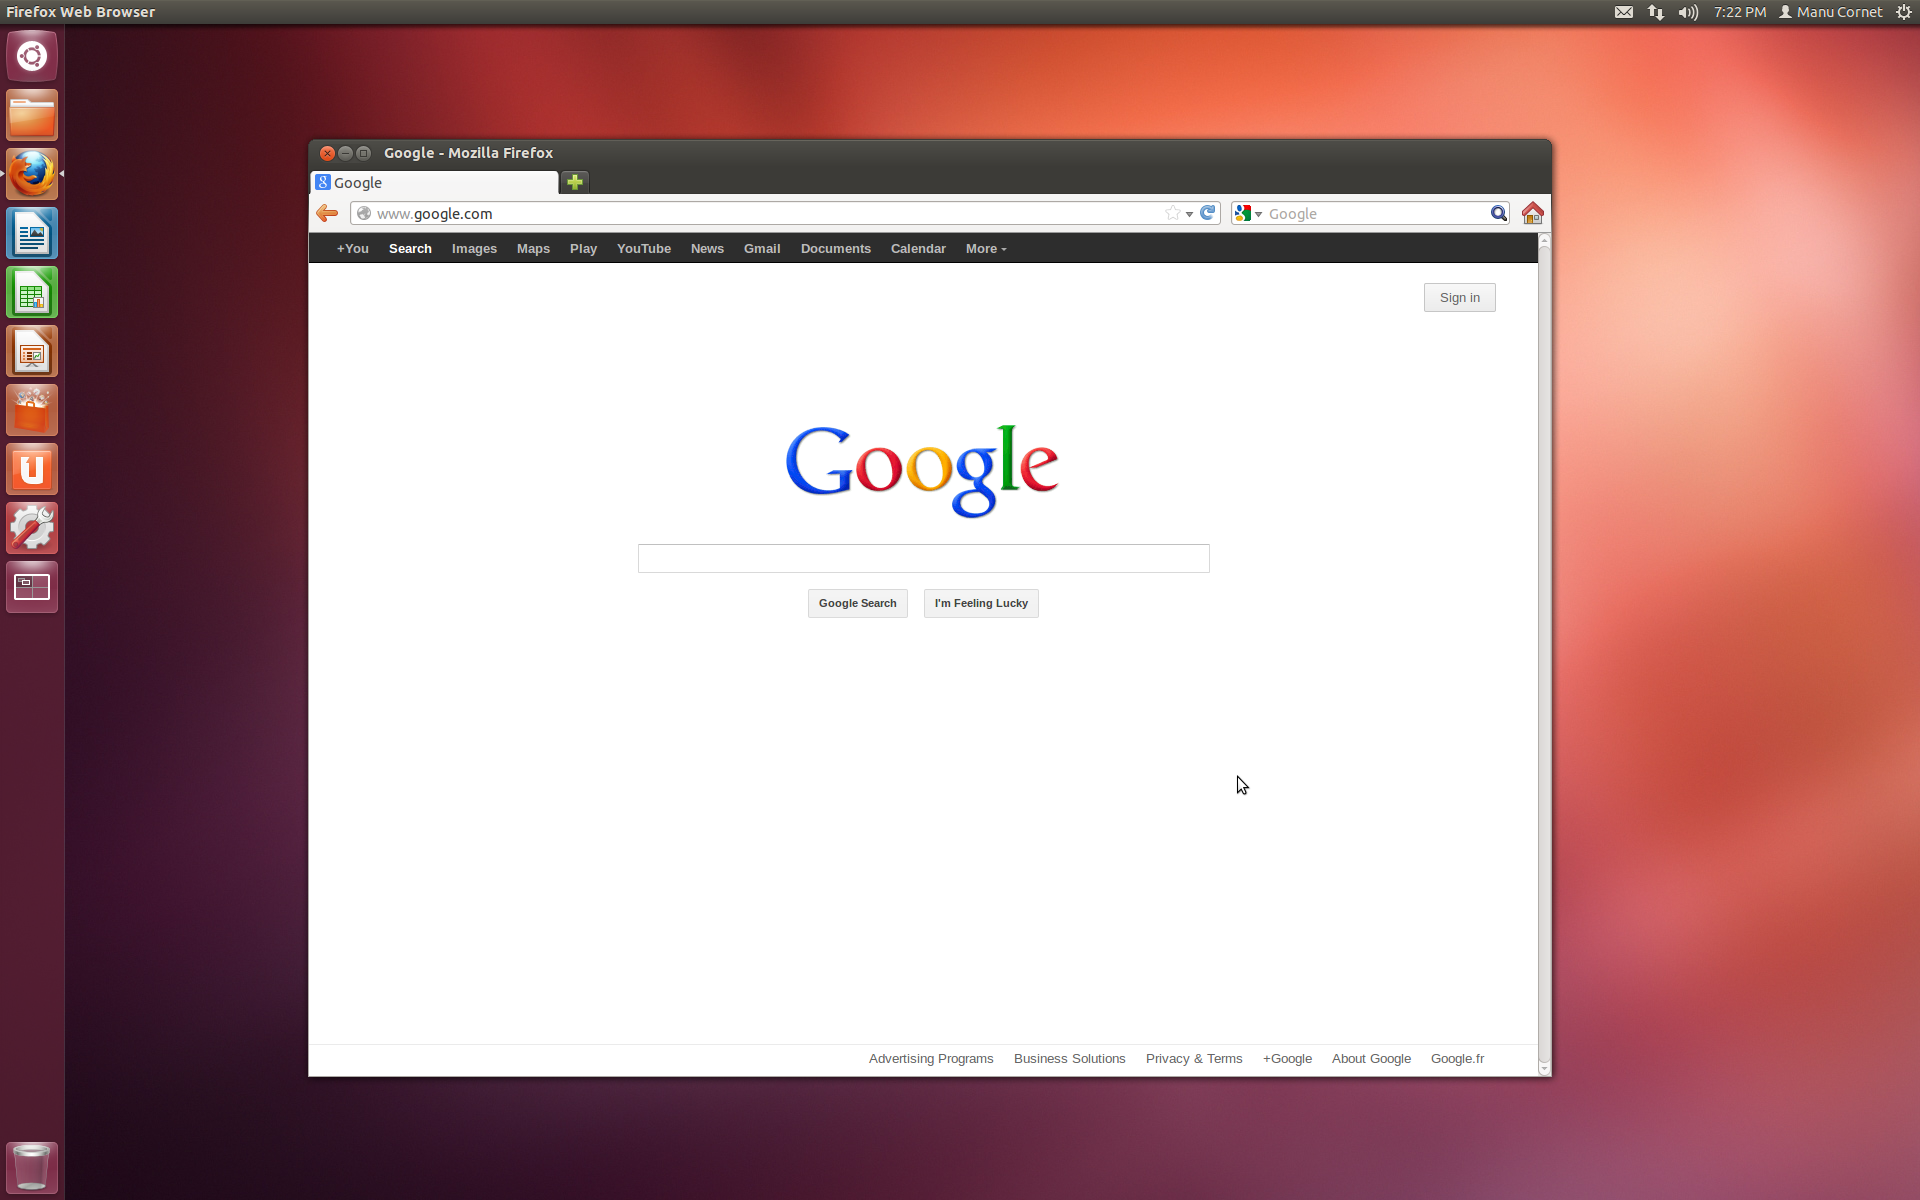 Firefox Web Browser
7:22 PM Manu Cornet
Google - Mozilla Firefox
Google
www.google.com
Google
+You Search Images Maps Play YouTube News Gmail Documents Calendar More
Sign in
Google
Google Search I'm Feeling Lucky
Advertising Programs Business Solutions Privacy & Terms +Google About Google Google.fr